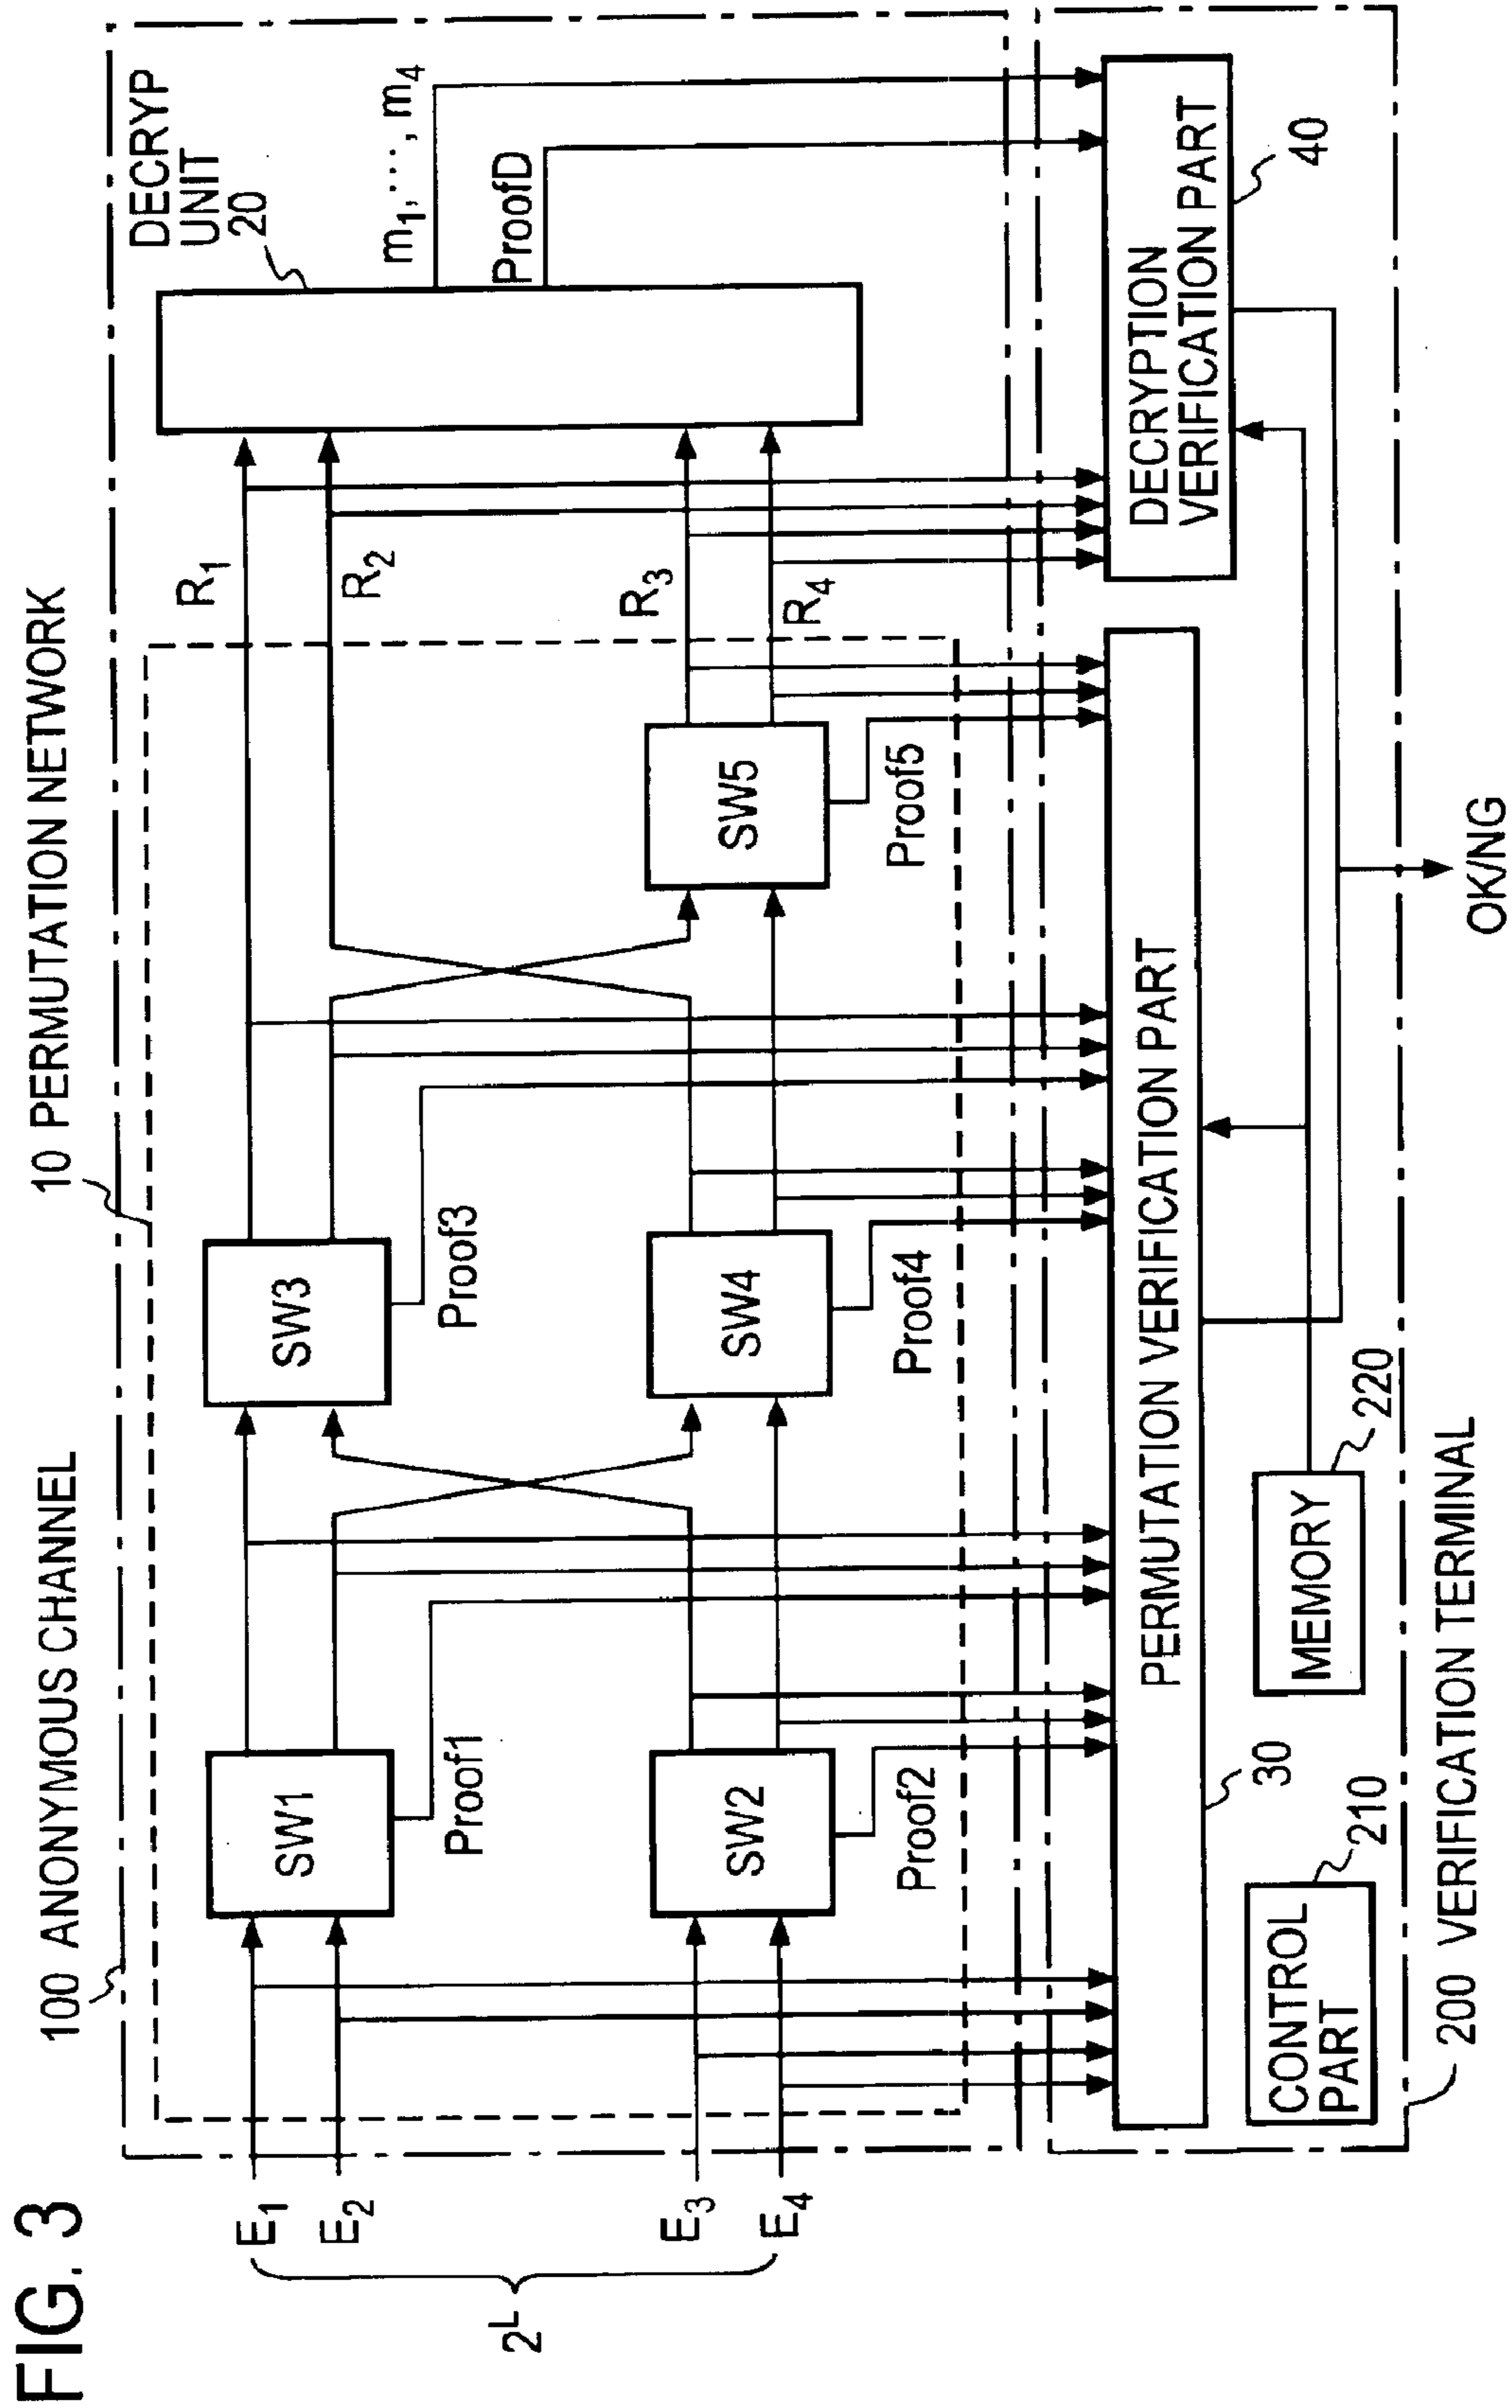 FIG. 3
100 ANONYMOUS CHANNEL
10 PERMUTATION NETWORK
DECRYP
UNIT
20
E1
E2
E3
E4
2^L
SW1
SW2
SW3
SW4
SW5
Proof1
Proof2
Proof3
Proof4
Proof5
R1
R2
R3
R4
m1, ···, m4
ProofD
PERMUTATION VERIFICATION PART
30
DECRYPTION
VERIFICATION PART
40
CONTROL
PART
210
MEMORY
220
200 VERIFICATION TERMINAL
OK/NG